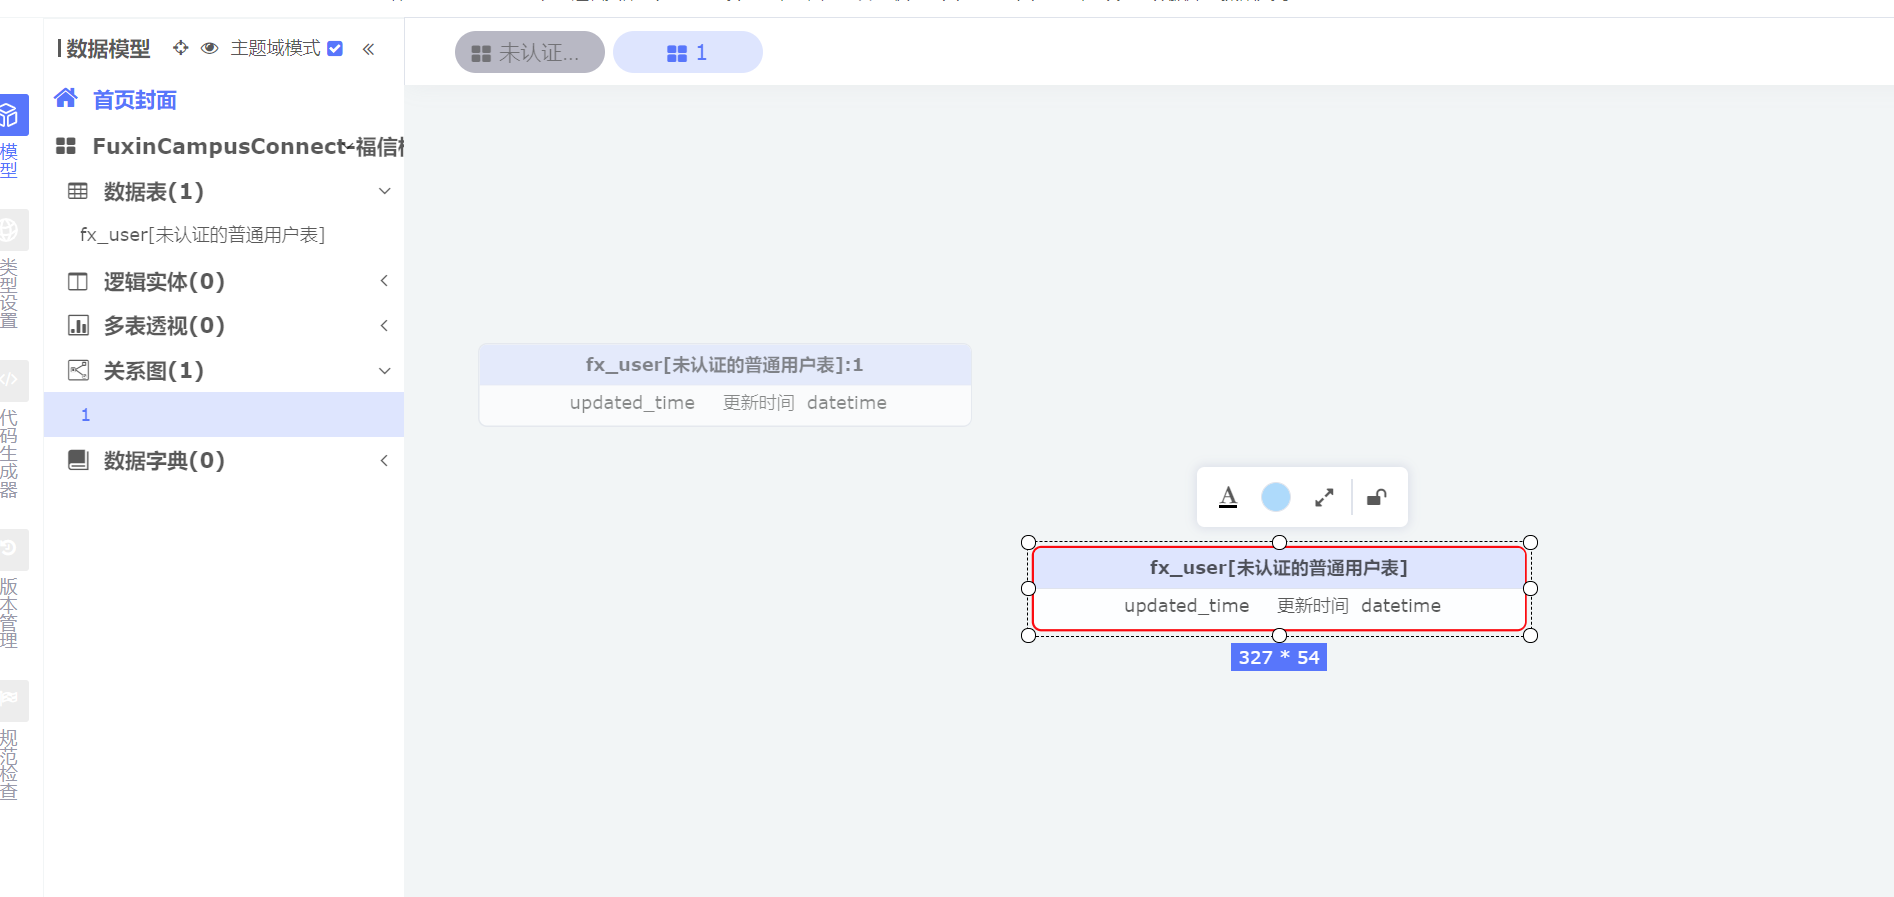 数据模型 主题域模式
首页封面
FuxinCampusConnect-福信
数据表(1)
fx_user[未认证的普通用户表]
逻辑实体(0)
多表透视(0)
关系图(1)
1
数据字典(0)
模型
类型设置
代码生成器
版本管理
规范检查
未认证...
1
fx_user[未认证的普通用户表]:1
updated_time 更新时间 datetime
A
fx_user[未认证的普通用户表]
updated_time 更新时间 datetime
327 * 54